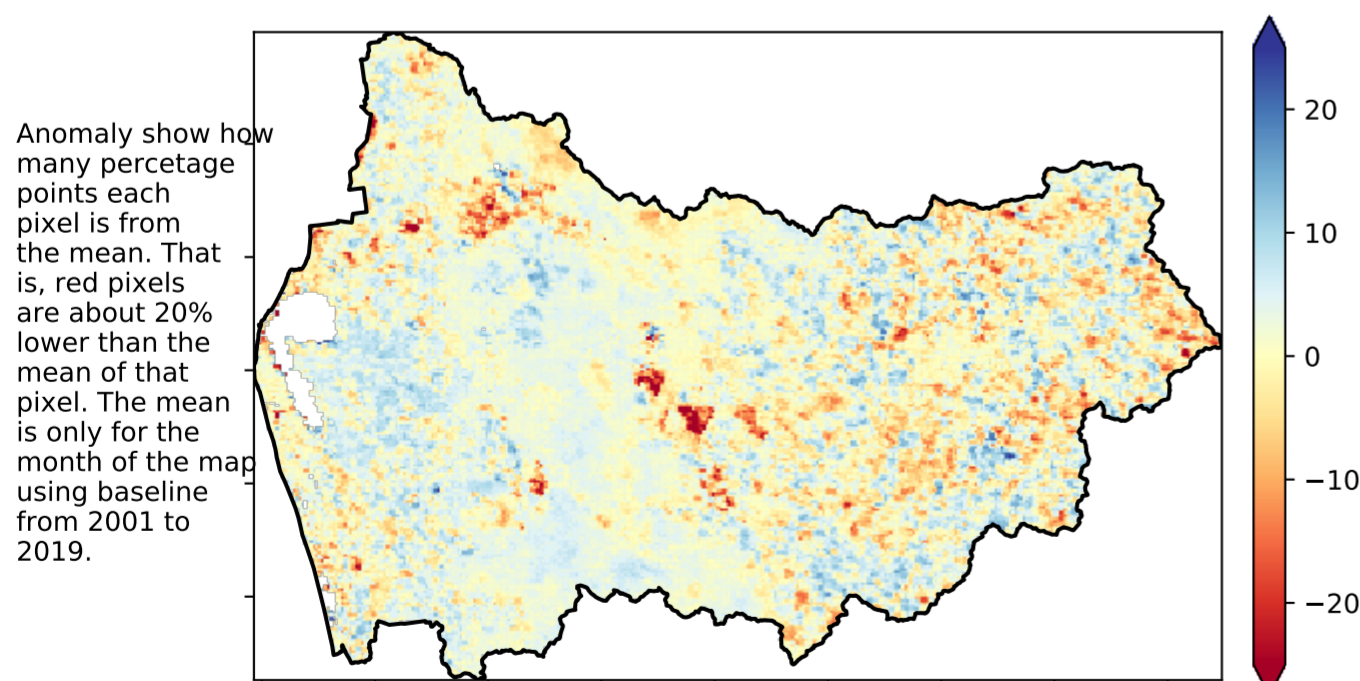 Anomaly show how
many percetage
points each
pixel is from
the mean. That
is, red pixels
are about 20%
lower than the
mean of that
pixel. The mean
is only for the
month of the map
using baseline
from 2001 to
2019.
20
10
0
−10
−20